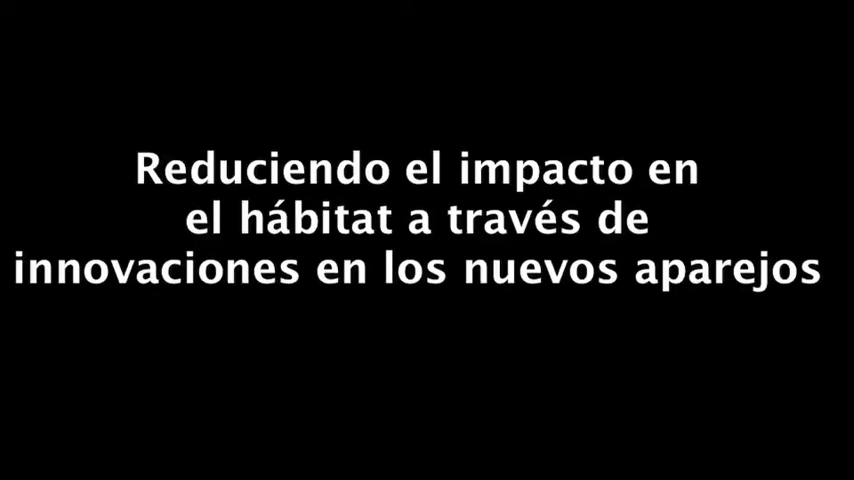 Reduciendo el impacto en
el hábitat a través de
innovaciones en los nuevos aparejos